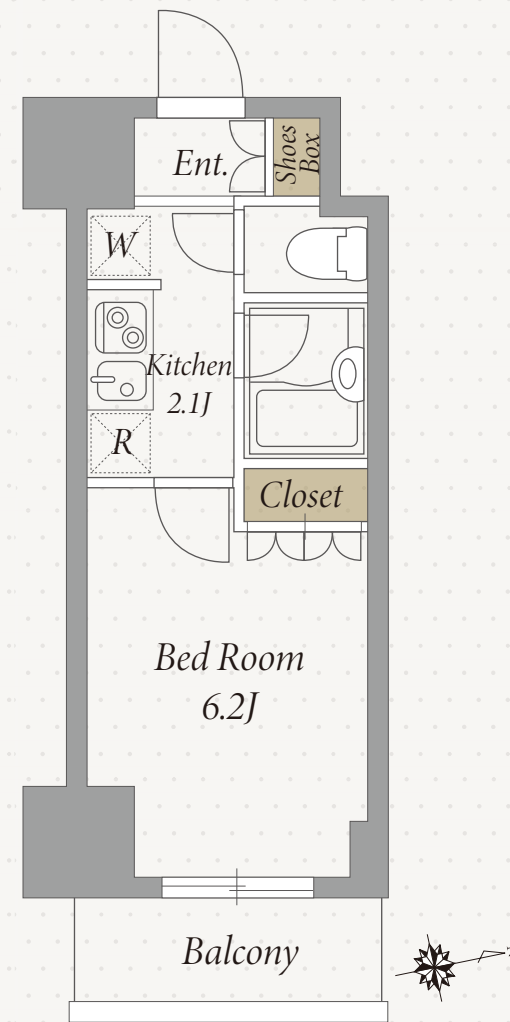 Ent.
Shoes
Box
W
Kitchen
2.1J
R
Closet
Bed Room
6.2J
Balcony